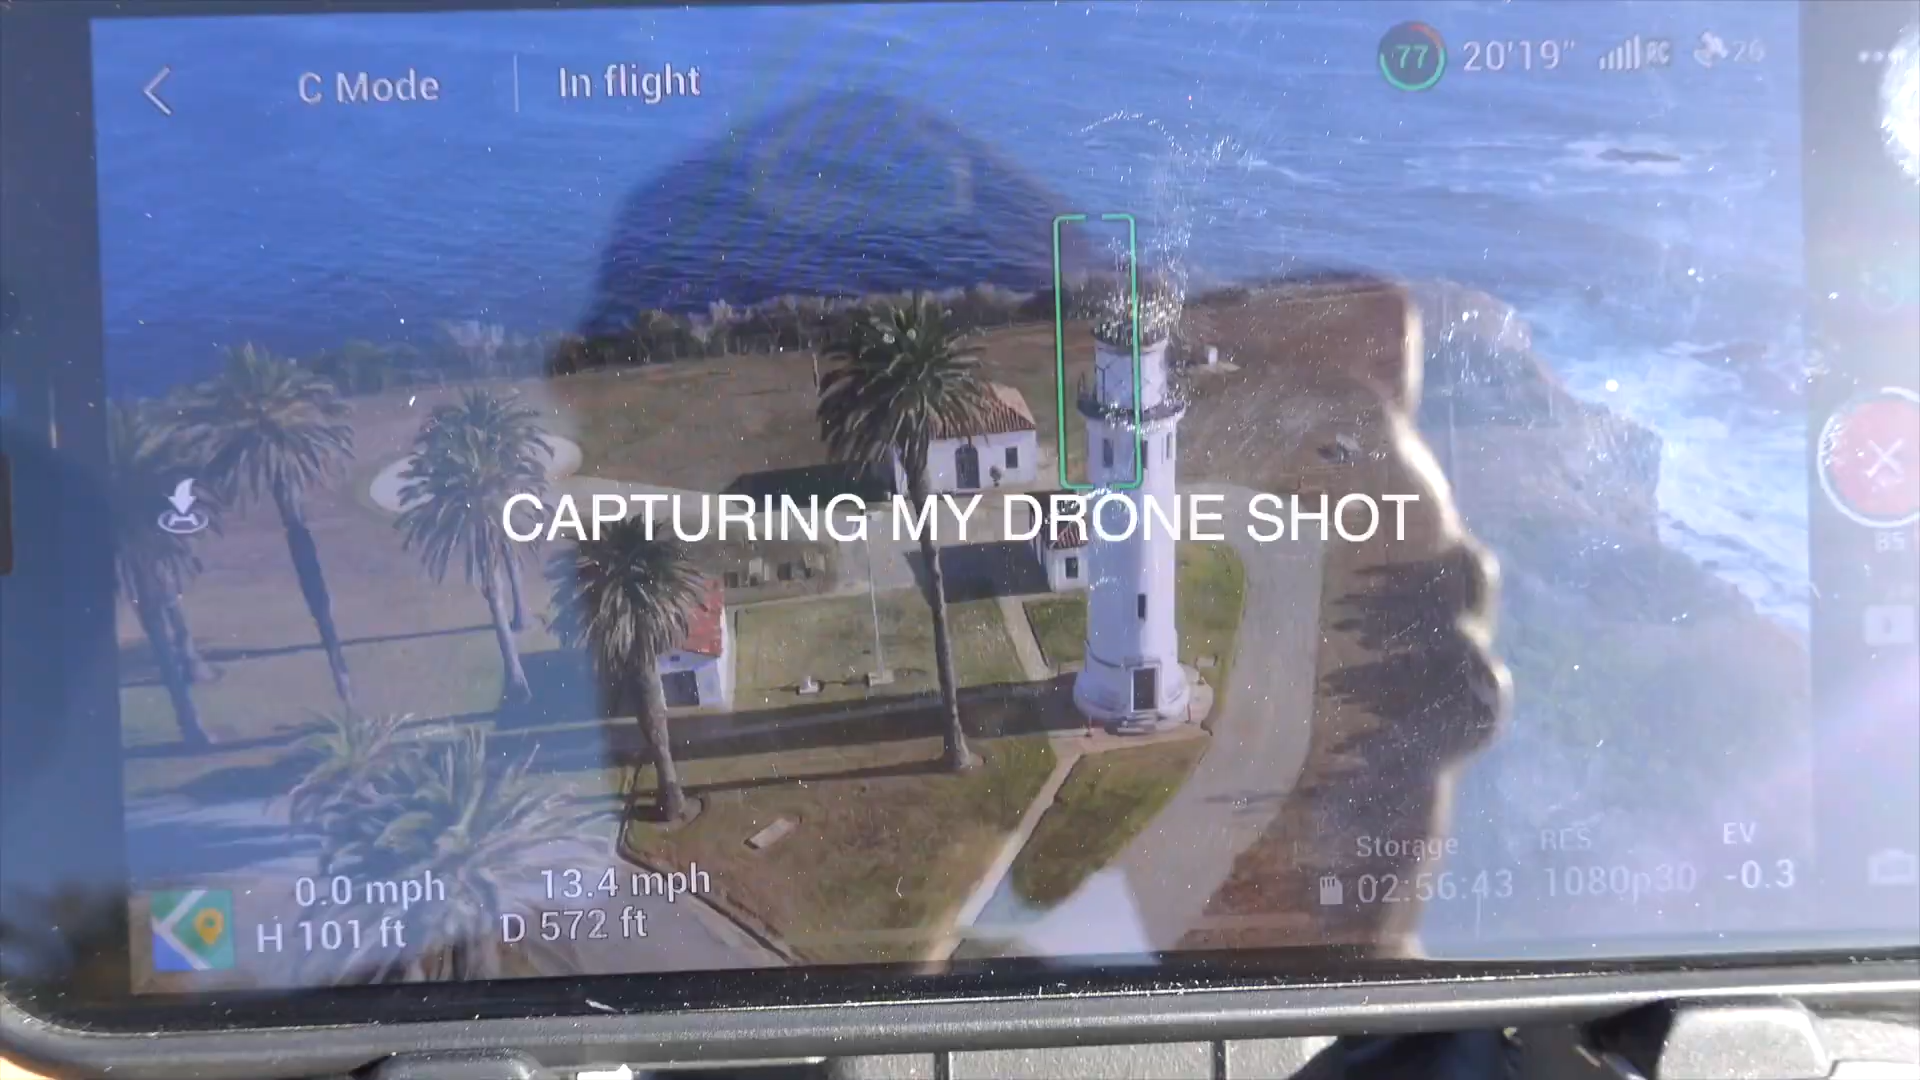 C Mode
In flight
77
20'19"
RC
26
CAPTURING MY DRONE SHOT
0.0 mph
13.4 mph
H 101 ft
D 572 ft
Storage
RES
EV
02:56:43
1080p30
-0.3